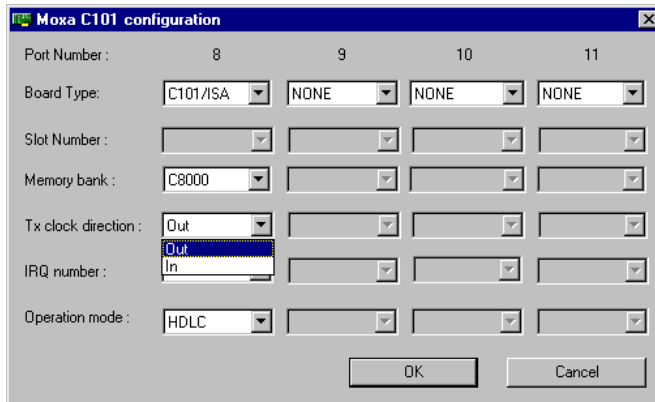 Moxa C101 configuration
Port Number : 8 9 10 11
Board Type: C101/ISA NONE NONE NONE
Slot Number :
Memory bank : C8000
Tx clock direction : Out
Out
In
IRQ number :
Operation mode : HDLC
OK Cancel